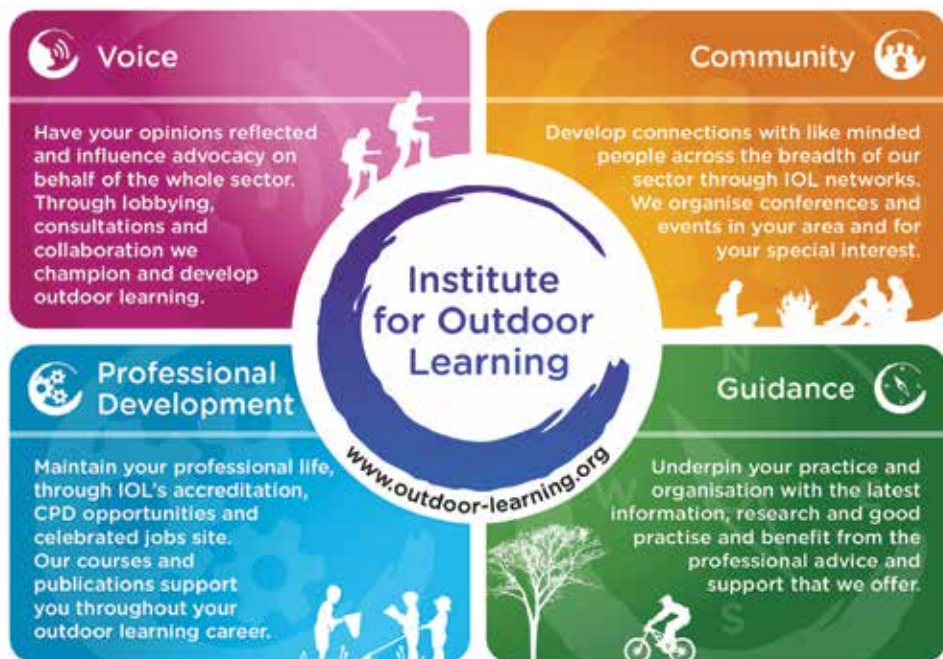 Voice
Have your opinions reflected
and influence advocacy on
behalf of the whole sector.
Through lobbying,
consultations and
collaboration we
champion and develop
outdoor learning.
Community
Develop connections with like minded
people across the breadth of our
sector through IOL networks.
We organise conferences and
events in your area and for
your special interest.
Institute
for Outdoor
Learning
www.outdoor-learning.org
Professional
Development
Maintain your professional life,
through IOL's accreditation,
CPD opportunities and
celebrated jobs site.
Our courses and
publications support
you throughout your
outdoor learning career.
Guidance
Underpin your practice and
organisation with the latest
information, research and good
practise and benefit from the
professional advice and
support that we offer.
N
W
S